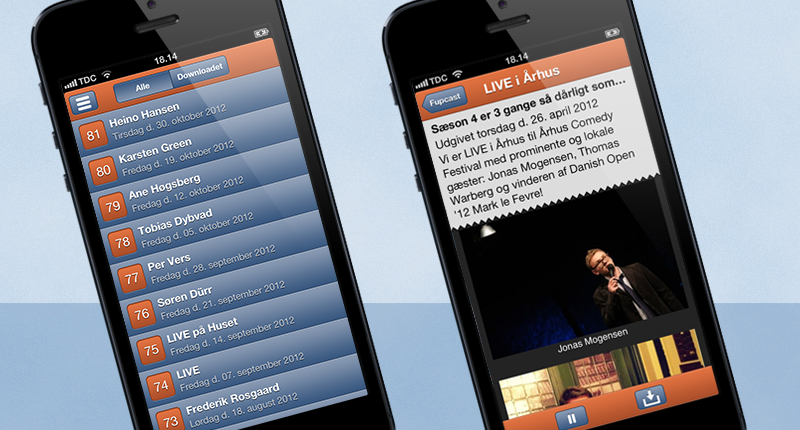 TDC
18.14
Alle
Downloadet
81
Heino Hansen
Tirsdag d. 30. oktober 2012
80
Karsten Green
Fredag d. 19. oktober 2012
79
Ane Høgsberg
Fredag d. 12. oktober 2012
78
Tobias Dybvad
Fredag d. 05. oktober 2012
77
Per Vers
Fredag d. 28. september 2012
76
Søren Dürr
Fredag d. 21. september 2012
75
LIVE på Huset
Fredag d. 14. september 2012
74
LIVE
Fredag d. 07. september 2012
73
Frederik Rosgaard
Lørdag d. 18. august 2012
TDC
18.14
Fupcast
LIVE i Århus
Sæson 4 er 3 gange så dårligt som...
Udgivet torsdag d. 26. april 2012
Vi er LIVE i Århus til Århus Comedy
Festival med prominente og lokale
gæster: Jonas Mogensen, Thomas
Warberg og vinderen af Danish Open
'12 Mark le Fevre!
Jonas Mogensen